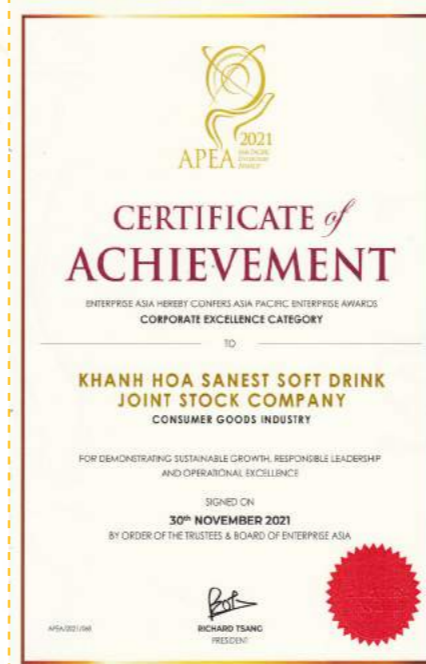 2021
APEA
CERTIFICATE of
ACHIEVEMENT
ENTERPRISE ASIA HEREBY CONFERS ASIA PACIFIC ENTERPRISE AWARDS
CORPORATE EXCELLENCE CATEGORY
TO
KHANH HOA SANEST SOFT DRINK
JOINT STOCK COMPANY
CONSUMER GOODS INDUSTRY
FOR DEMONSTRATING SUSTAINABLE GROWTH, RESPONSIBLE LEADERSHIP
AND OPERATIONAL EXCELLENCE
SIGNED ON
30th NOVEMBER 2021
BY ORDER OF THE TRUSTEES & BOARD OF ENTERPRISE ASIA
RICHARD TSANG
PRESIDENT